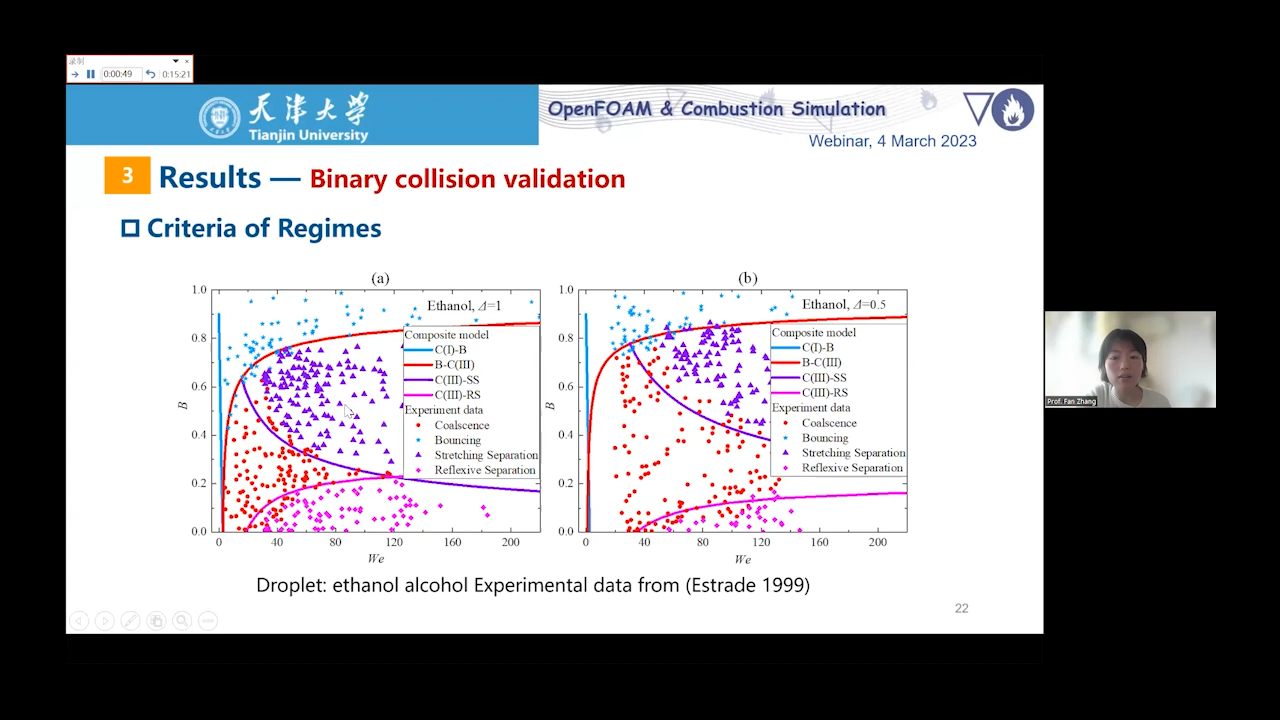 录制
0:00:49
0:15:21
天津大学
Tianjin University
OpenFOAM & Combustion Simulation
Webinar, 4 March 2023
3
Results — Binary collision validation
Criteria of Regimes
(a)
Ethanol, Δ=1
Composite model
C(I)-B
B-C(III)
C(III)-SS
C(III)-RS
Experiment data
Coalscence
Bouncing
Stretching Separation
Reflexive Separation
1.0
0.8
0.6
0.4
0.2
0.0
B
0 40 80 120 160 200
We
(b)
Ethanol, Δ=0.5
Composite model
C(I)-B
B-C(III)
C(III)-SS
C(III)-RS
Experiment data
Coalscence
Bouncing
Stretching Separation
Reflexive Separation
1.0
0.8
0.6
0.4
0.2
0.0
B
0 40 80 120 160 200
We
Droplet: ethanol alcohol Experimental data from (Estrade 1999)
22
Prof. Fan Zhang